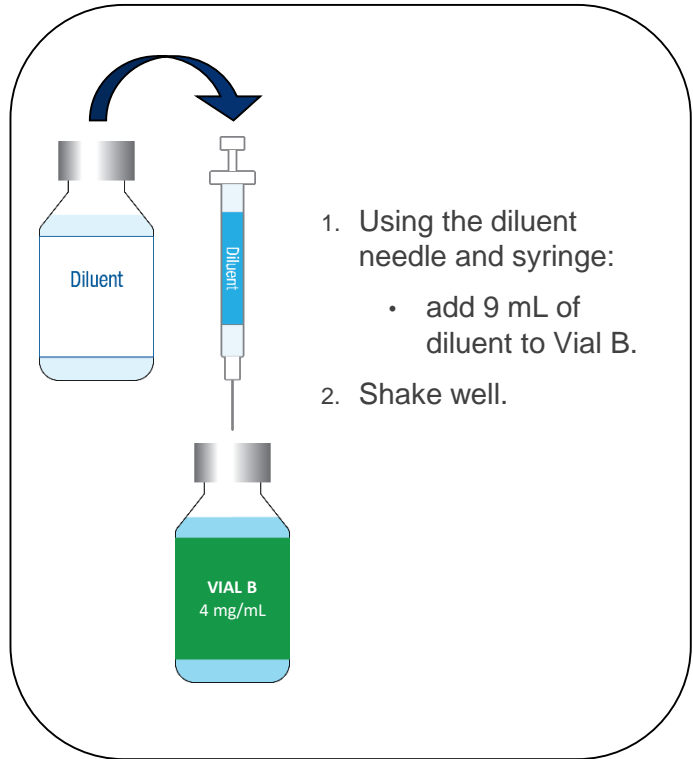 Diluent
Diluent
1. Using the diluent
needle and syringe:
• add 9 mL of
diluent to Vial B.
2. Shake well.
VIAL B
4 mg/mL